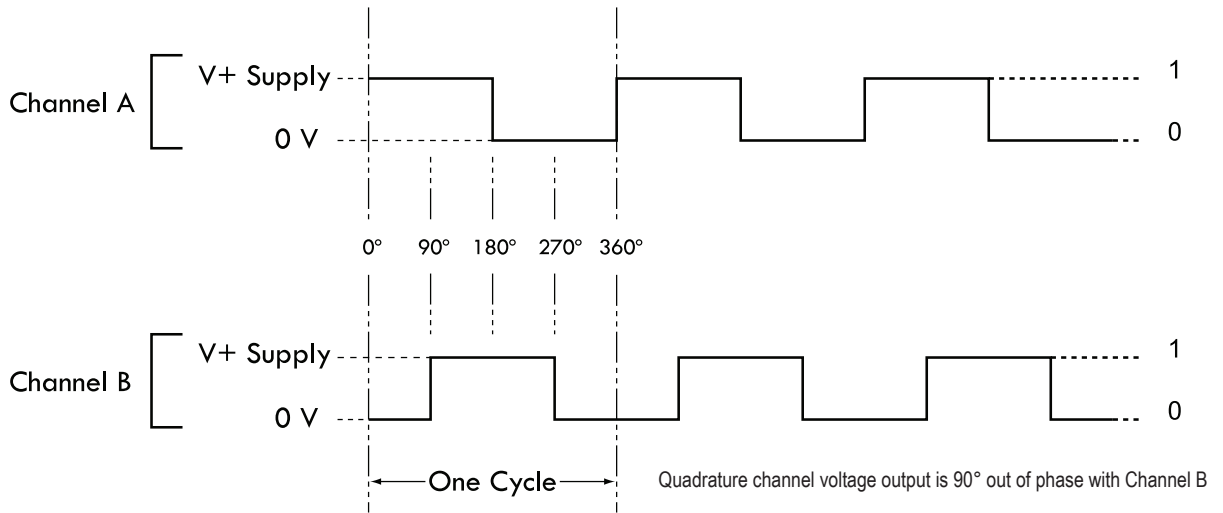 Channel A
V+ Supply
0 V
1
0
0° 90° 180° 270° 360°
Channel B
V+ Supply
0 V
1
0
One Cycle
Quadrature channel voltage output is 90° out of phase with Channel B